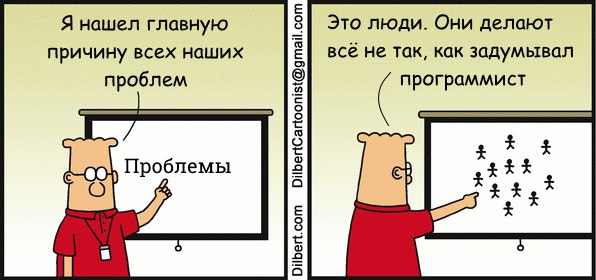 Я нашел главную
причину всех наших
проблем
Проблемы
Dilbert.com DilbertCartoonist@gmail.com
Это люди. Они делают
всё не так, как задумывал
программист